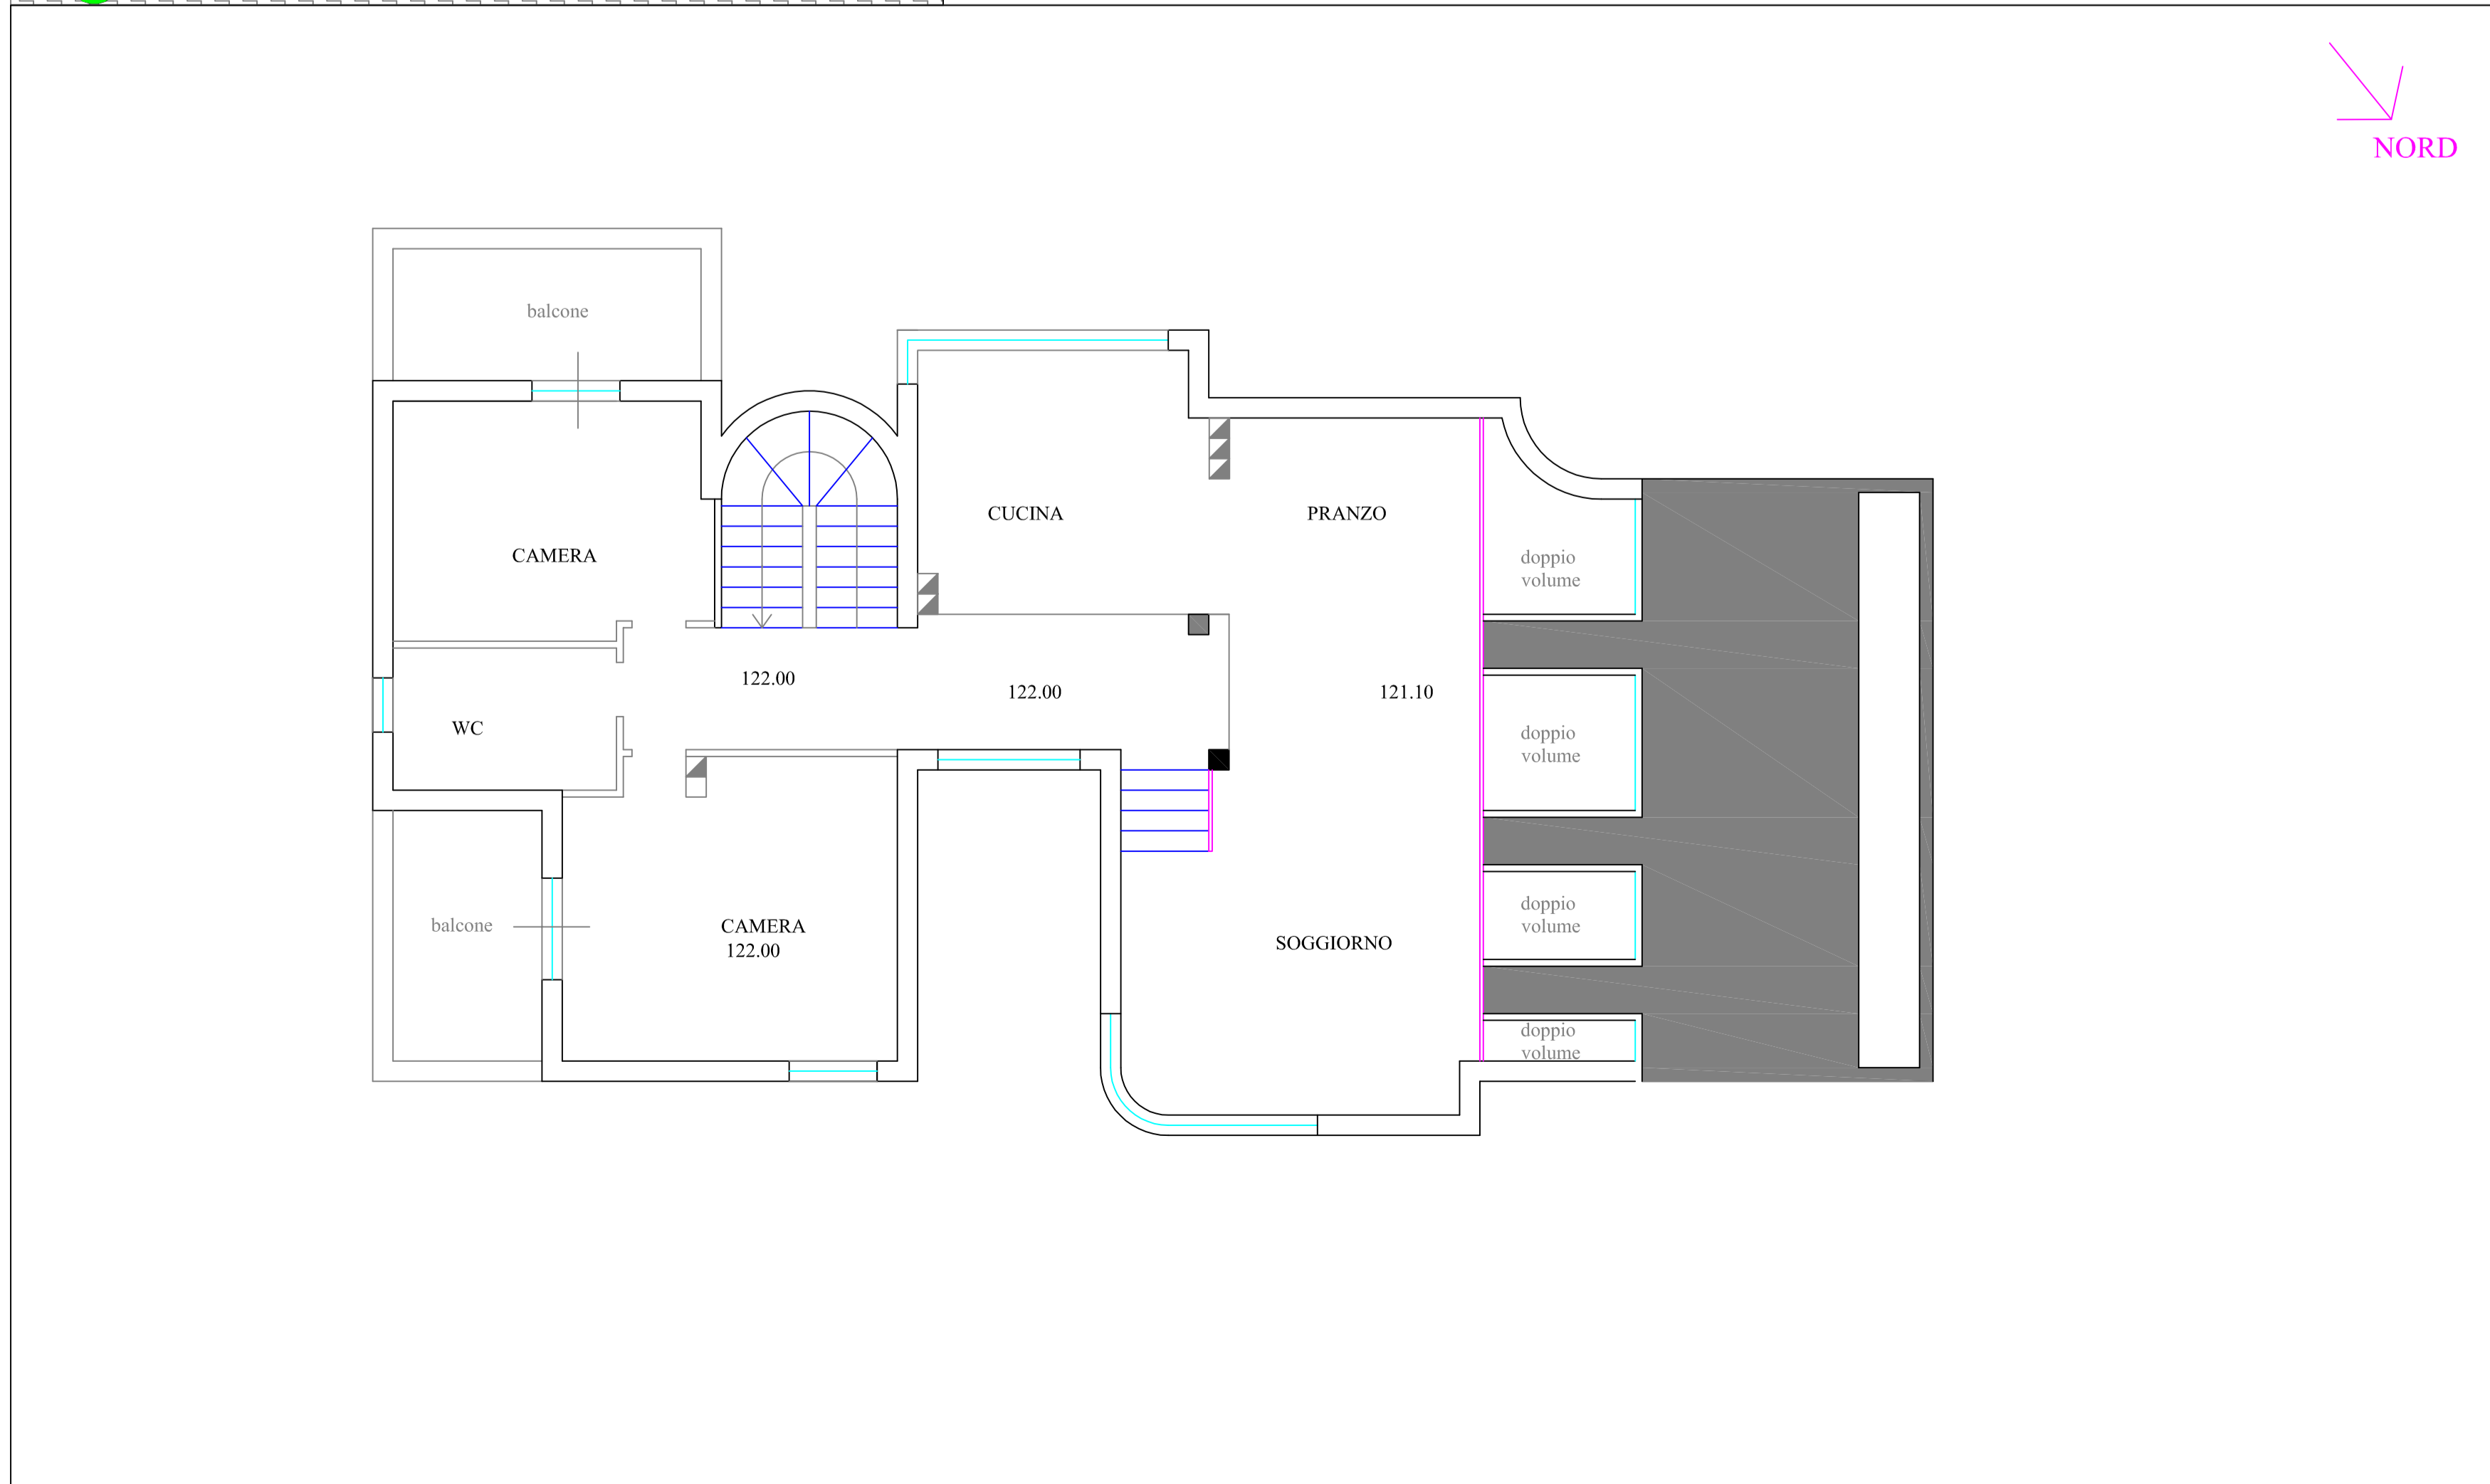 NORD
balcone
CUCINA
PRANZO
CAMERA
doppio
volume
122.00
122.00
121.10
WC
doppio
volume
balcone
CAMERA
122.00
SOGGIORNO
doppio
volume
doppio
volume